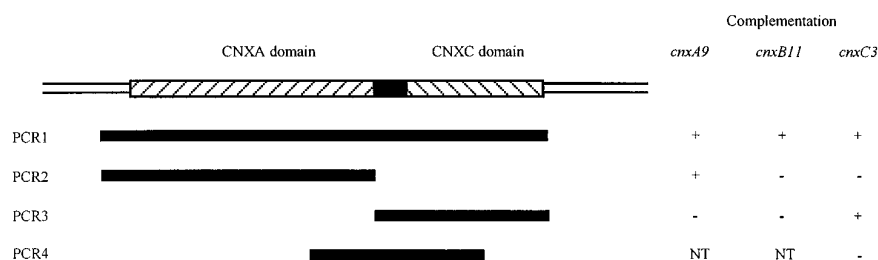 Complementation
CNXA domain CNXC domain cnxA9 cnxB11 cnxC3
PCR1 + + +
PCR2 + - -
PCR3 - - +
PCR4 NT NT -